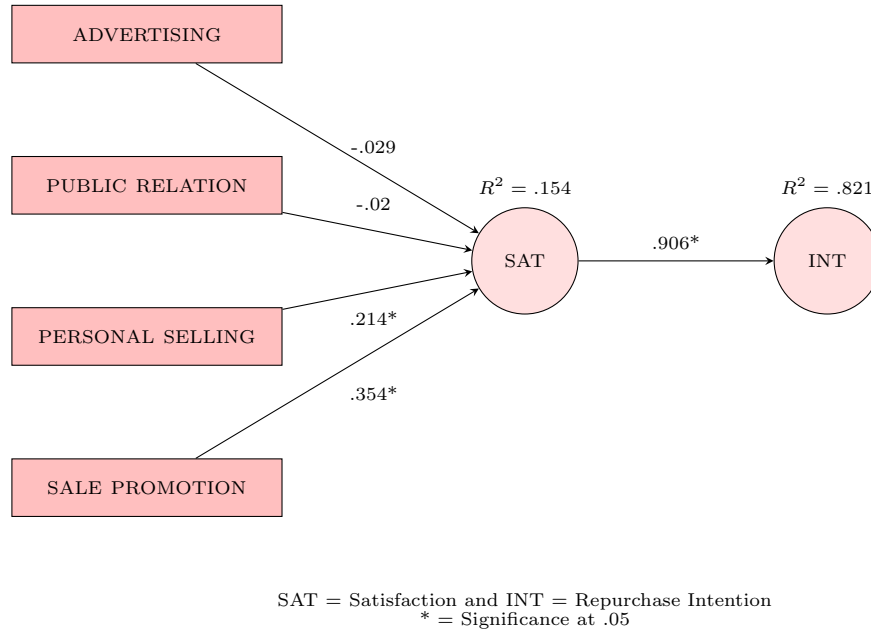 ADVERTISING
-.029
PUBLIC RELATION
-.02
R² = .154
R² = .821
SAT
.906*
INT
PERSONAL SELLING
.214*
.354*
SALE PROMOTION
SAT = Satisfaction and INT = Repurchase Intention
* = Significance at .05